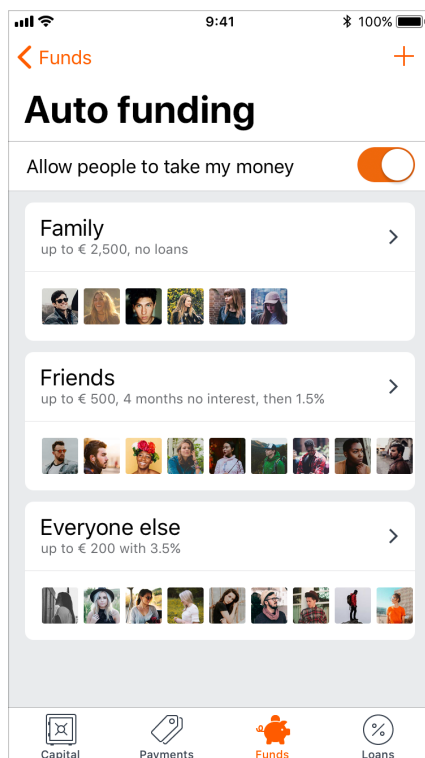 9:41
100%
Funds
Auto funding
Allow people to take my money
Family
up to € 2,500, no loans
Friends
up to € 500, 4 months no interest, then 1.5%
Everyone else
up to € 200 with 3.5%
Capital
Payments
Funds
Loans